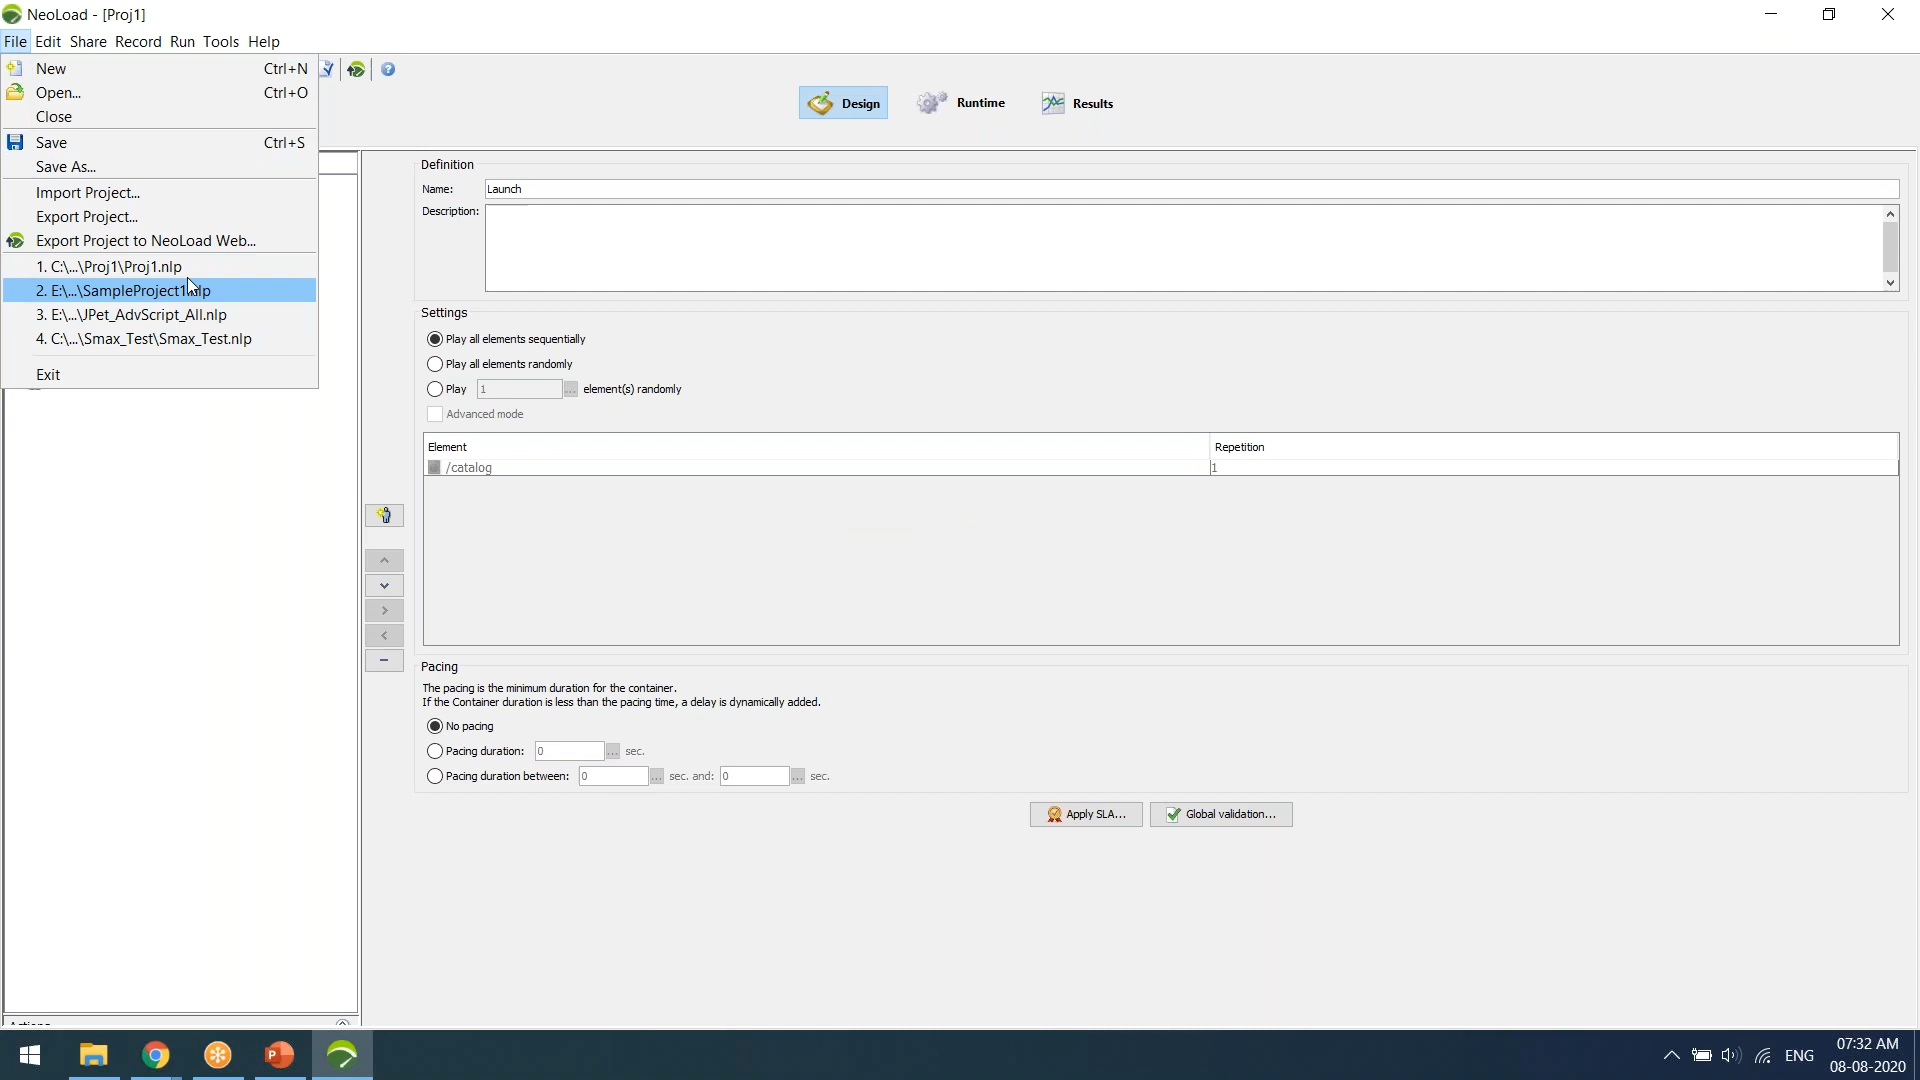 NeoLoad - [Proj1]
File Edit Share Record Run Tools Help
New Ctrl+N
Open... Ctrl+O
Close
Save Ctrl+S
Save As...
Import Project...
Export Project...
Export Project to NeoLoad Web...
1. C:\...\Proj1\Proj1.nlp
2. E:\...\SampleProject1.nlp
3. E:\...\JPet_AdvScript_All.nlp
4. C:\...\Smax_Test\Smax_Test.nlp
Exit
Design Runtime Results
Definition
Name: Launch
Description:
Settings
Play all elements sequentially
Play all elements randomly
Play 1 ... element(s) randomly
Advanced mode
Element Repetition
/catalog 1
Pacing
The pacing is the minimum duration for the container.
If the Container duration is less than the pacing time, a delay is dynamically added.
No pacing
Pacing duration: 0 ... sec.
Pacing duration between: 0 ... sec. and: 0 ... sec.
Apply SLA... Global validation...
ENG
07:32 AM
08-08-2020